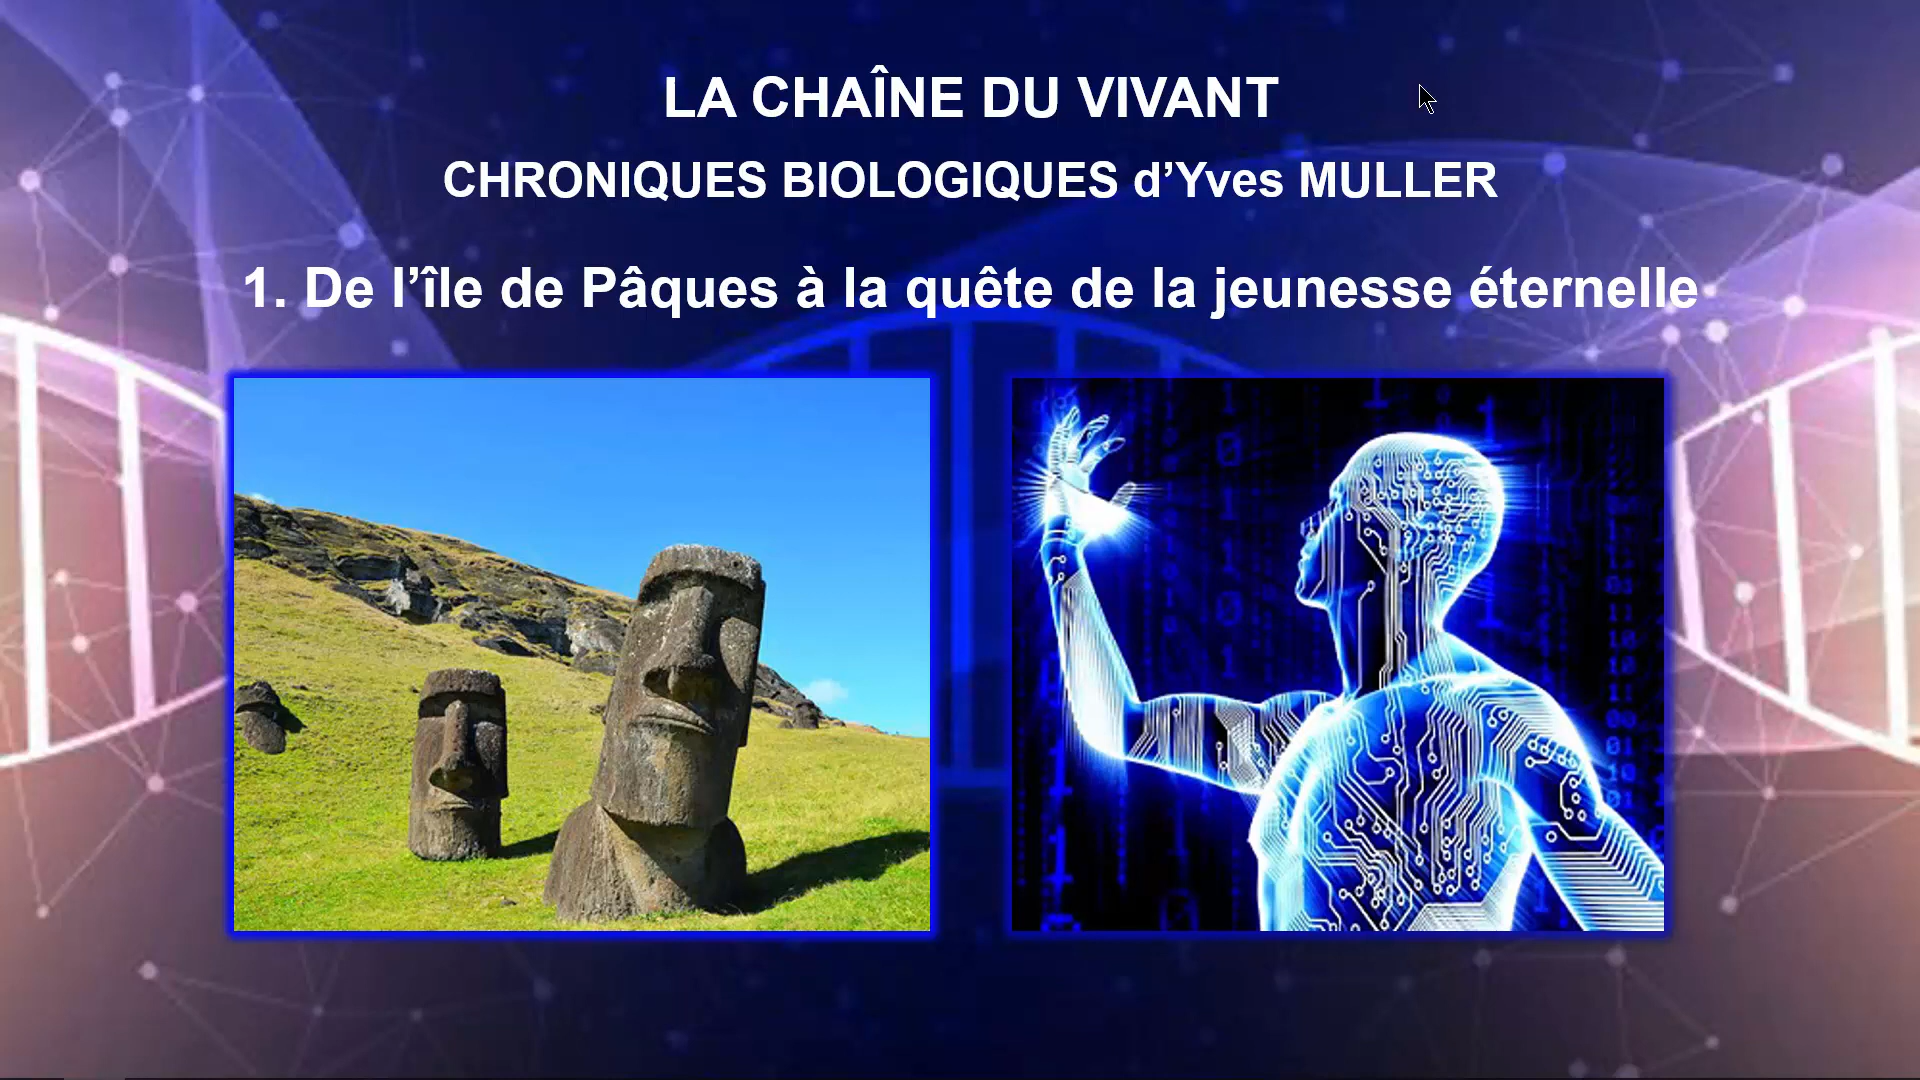 LA CHAÎNE DU VIVANT
CHRONIQUES BIOLOGIQUES d’Yves MULLER
1. De l’île de Pâques à la quête de la jeunesse éternelle